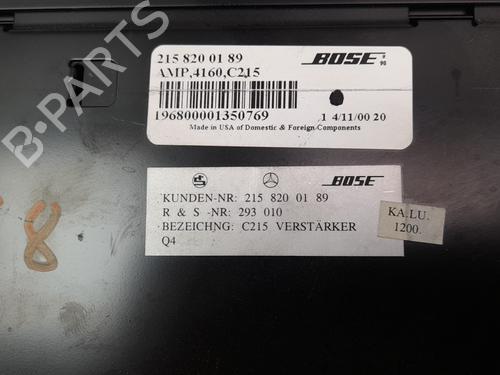 215 820 01 89
BOSE
AMP,4160,C215
196800001350769
1 4/11/00 20
Made in USA of Domestic & Foreign Components
BOSE
KUNDEN-NR: 215 820 01 89
R & S -NR: 293 010
BEZEICHNG: C215 VERSTÄRKER
Q4
KA.LU.
1200.
8
B-PARTS